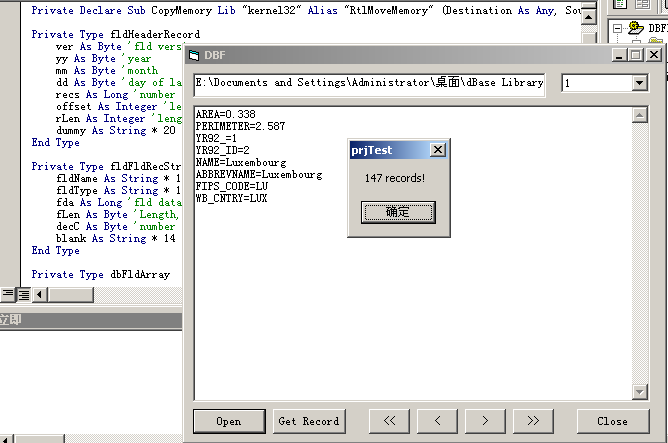 Private Declare Sub CopyMemory Lib "kernel32" Alias "RtlMoveMemory" (Destination As Any, Sou
Private Type fldHeaderRecord
ver As Byte 'fld vers
yy As Byte 'year
mm As Byte 'month
dd As Byte 'day of la
recs As Long 'number
offset As Integer 'le
rLen As Integer 'leng
dummy As String * 20
End Type
Private Type fldFldRecStr
fldName As String * 1
fldType As String * 1
fda As Long 'fld data
fLen As Byte 'Length,
decC As Byte 'number
blank As String * 14
End Type
Private Type dbFldArray
立即
DBF
E:\Documents and Settings\Administrator\桌面\dBase Library
1
AREA=0.338
PERIMETER=2.587
YR92_=1
YR92_ID=2
NAME=Luxembourg
ABBREVNAME=Luxembourg
FIPS_CODE=LU
WB_CNTRY=LUX
prjTest
147 records!
确定
Open
Get Record
<<
<
>
>>
Close
DBF